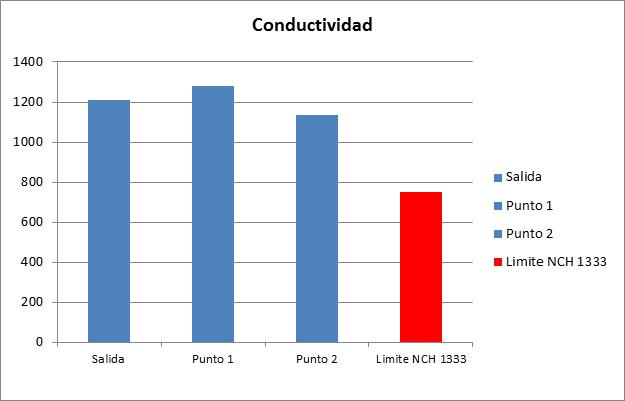 Conductividad
1400
1200
1000
800
600
400
200
0
Salida
Punto 1
Punto 2
Limite NCH 1333
Salida
Punto 1
Punto 2
Limite NCH 1333